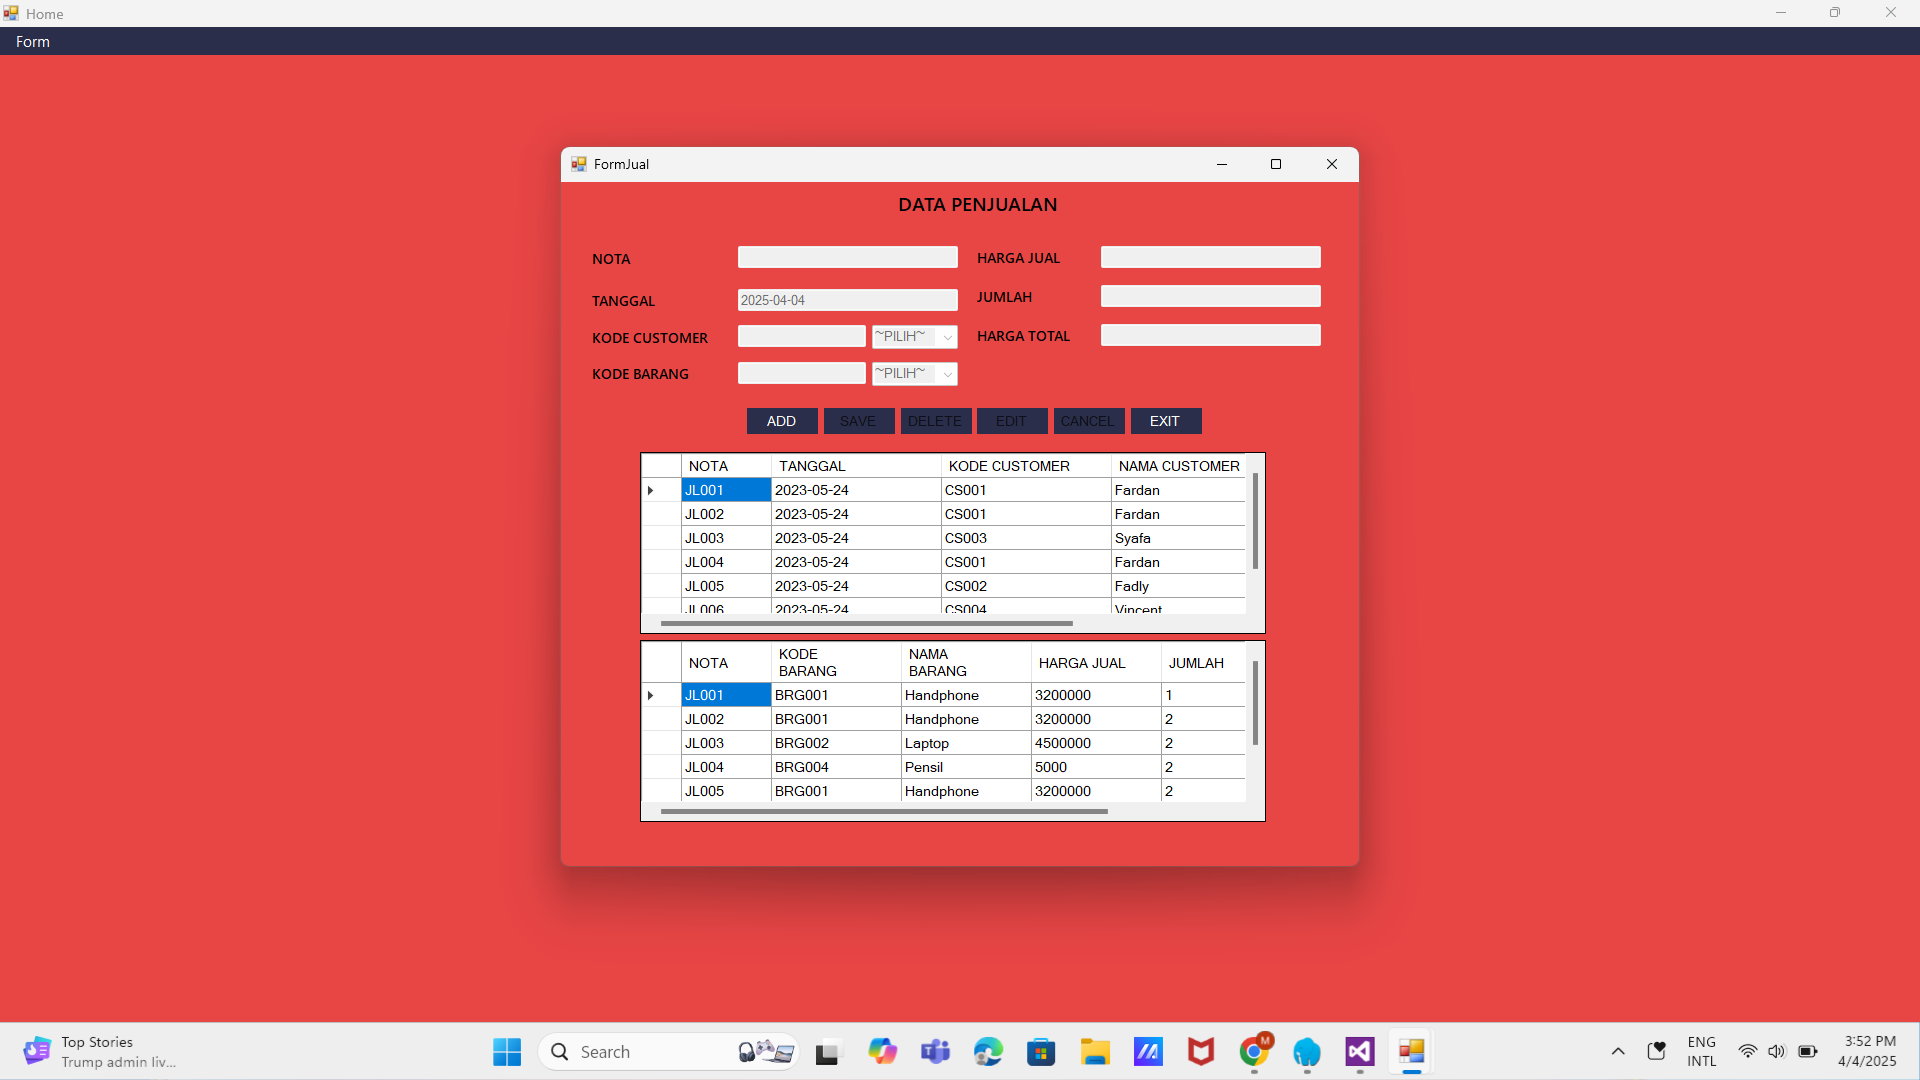 Home
Form
FormJual
DATA PENJUALAN
NOTA
HARGA JUAL
TANGGAL
2025-04-04
JUMLAH
KODE CUSTOMER
~PILIH~
HARGA TOTAL
KODE BARANG
~PILIH~
ADD SAVE DELETE EDIT CANCEL EXIT
NOTA TANGGAL KODE CUSTOMER NAMA CUSTOMER
JL001 2023-05-24 CS001 Fardan
JL002 2023-05-24 CS001 Fardan
JL003 2023-05-24 CS003 Syafa
JL004 2023-05-24 CS001 Fardan
JL005 2023-05-24 CS002 Fadly
JL006 2023-05-24 CS004 Vincent
NOTA KODE BARANG NAMA BARANG HARGA JUAL JUMLAH
JL001 BRG001 Handphone 3200000 1
JL002 BRG001 Handphone 3200000 2
JL003 BRG002 Laptop 4500000 2
JL004 BRG004 Pensil 5000 2
JL005 BRG001 Handphone 3200000 2
Top Stories
Trump admin liv...
Search
M
ENG
INTL
3:52 PM
4/4/2025